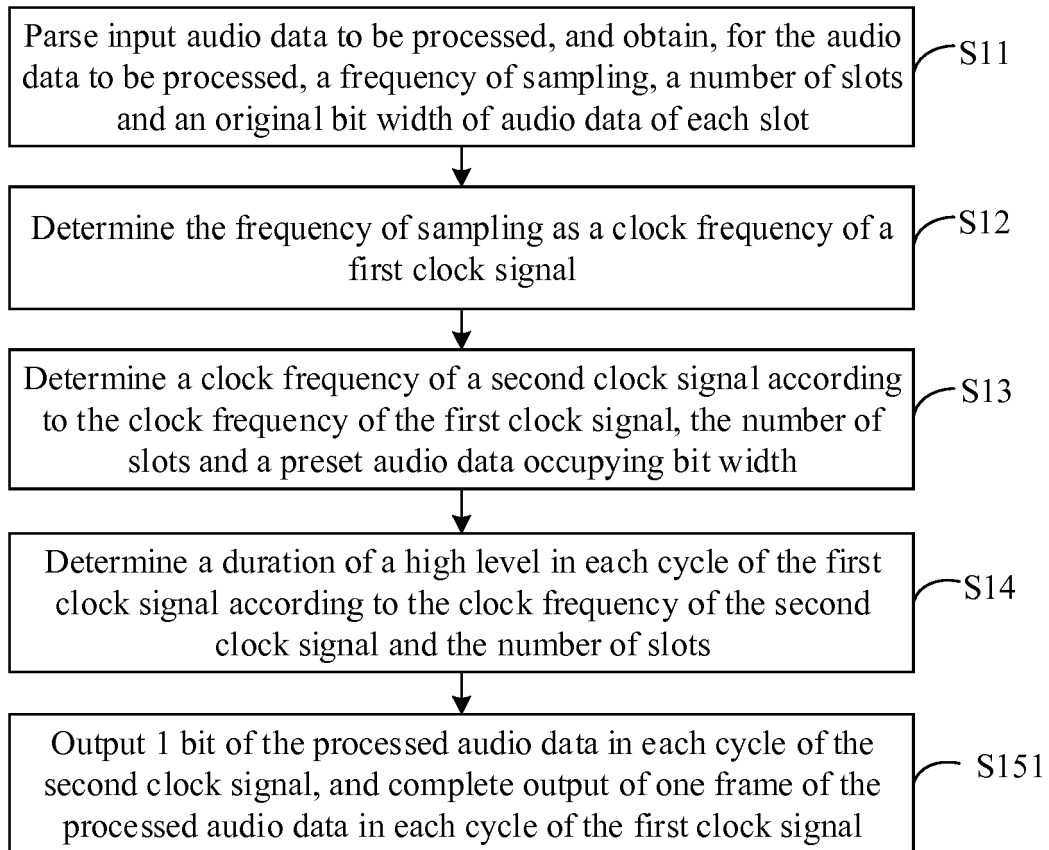 Parse input audio data to be processed, and obtain, for the audio
data to be processed, a frequency of sampling, a number of slots
and an original bit width of audio data of each slot
S11
Determine the frequency of sampling as a clock frequency of a
first clock signal
S12
Determine a clock frequency of a second clock signal according
to the clock frequency of the first clock signal, the number of
slots and a preset audio data occupying bit width
S13
Determine a duration of a high level in each cycle of the first
clock signal according to the clock frequency of the second
clock signal and the number of slots
S14
Output 1 bit of the processed audio data in each cycle of the
second clock signal, and complete output of one frame of the
processed audio data in each cycle of the first clock signal
S151